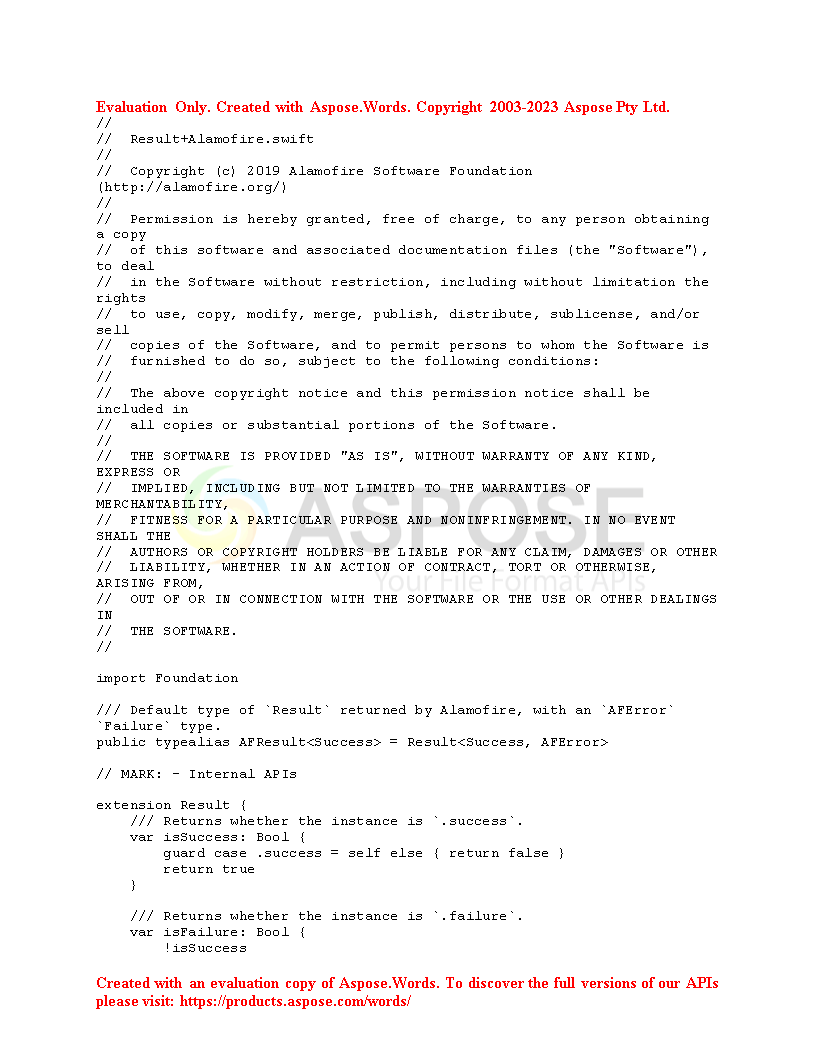 Evaluation Only. Created with Aspose.Words. Copyright 2003-2023 Aspose Pty Ltd.
//
//  Result+Alamofire.swift
//
//  Copyright (c) 2019 Alamofire Software Foundation
(http://alamofire.org/)
//
//  Permission is hereby granted, free of charge, to any person obtaining
a copy
//  of this software and associated documentation files (the "Software"),
to deal
//  in the Software without restriction, including without limitation the
rights
//  to use, copy, modify, merge, publish, distribute, sublicense, and/or
sell
//  copies of the Software, and to permit persons to whom the Software is
//  furnished to do so, subject to the following conditions:
//
//  The above copyright notice and this permission notice shall be
included in
//  all copies or substantial portions of the Software.
//
//  THE SOFTWARE IS PROVIDED "AS IS", WITHOUT WARRANTY OF ANY KIND,
EXPRESS OR
//  IMPLIED, INCLUDING BUT NOT LIMITED TO THE WARRANTIES OF
MERCHANTABILITY,
//  FITNESS FOR A PARTICULAR PURPOSE AND NONINFRINGEMENT. IN NO EVENT
SHALL THE
//  AUTHORS OR COPYRIGHT HOLDERS BE LIABLE FOR ANY CLAIM, DAMAGES OR OTHER
//  LIABILITY, WHETHER IN AN ACTION OF CONTRACT, TORT OR OTHERWISE,
ARISING FROM,
//  OUT OF OR IN CONNECTION WITH THE SOFTWARE OR THE USE OR OTHER DEALINGS
IN
//  THE SOFTWARE.
//
ASPOSE
Your File Format APIs

import Foundation

/// Default type of `Result` returned by Alamofire, with an `AFError`
`Failure` type.
public typealias AFResult<Success> = Result<Success, AFError>

// MARK: - Internal APIs

extension Result {
    /// Returns whether the instance is `.success`.
    var isSuccess: Bool {
        guard case .success = self else { return false }
        return true
    }

    /// Returns whether the instance is `.failure`.
    var isFailure: Bool {
        !isSuccess

Created with an evaluation copy of Aspose.Words. To discover the full versions of our APIs
please visit: https://products.aspose.com/words/